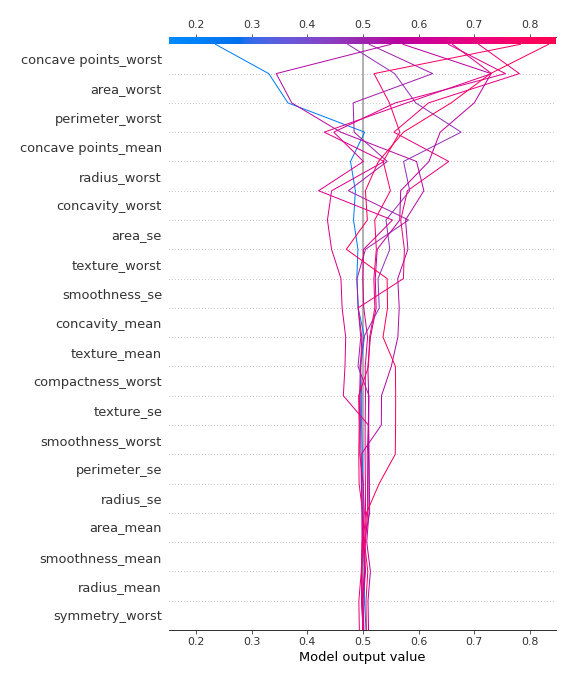 0.2 0.3 0.4 0.5 0.6 0.7 0.8
concave points_worst
area_worst
perimeter_worst
concave points_mean
radius_worst
concavity_worst
area_se
texture_worst
smoothness_se
concavity_mean
texture_mean
compactness_worst
texture_se
smoothness_worst
perimeter_se
radius_se
area_mean
smoothness_mean
radius_mean
symmetry_worst
0.2 0.3 0.4 0.5 0.6 0.7 0.8
Model output value